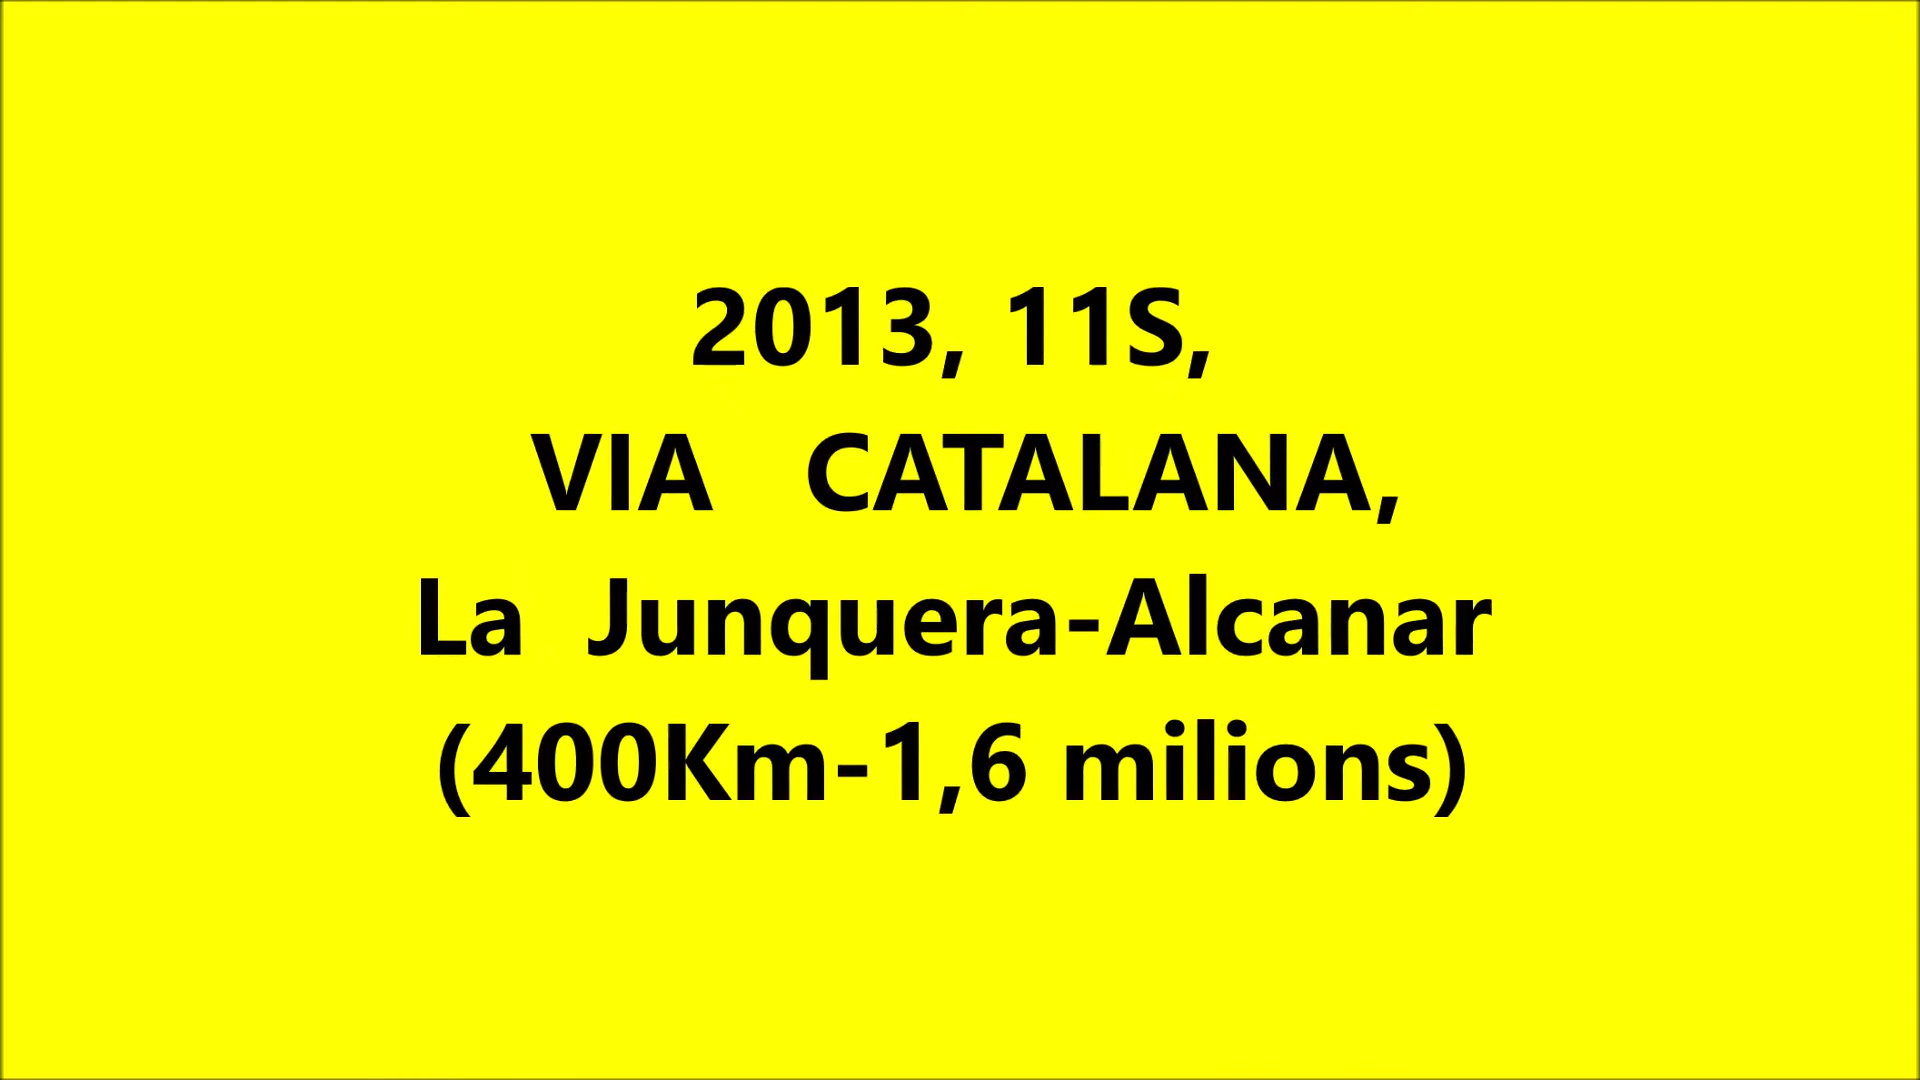 2013, 11S,
VIA CATALANA,
La Junquera-Alcanar
(400Km-1,6 milions)